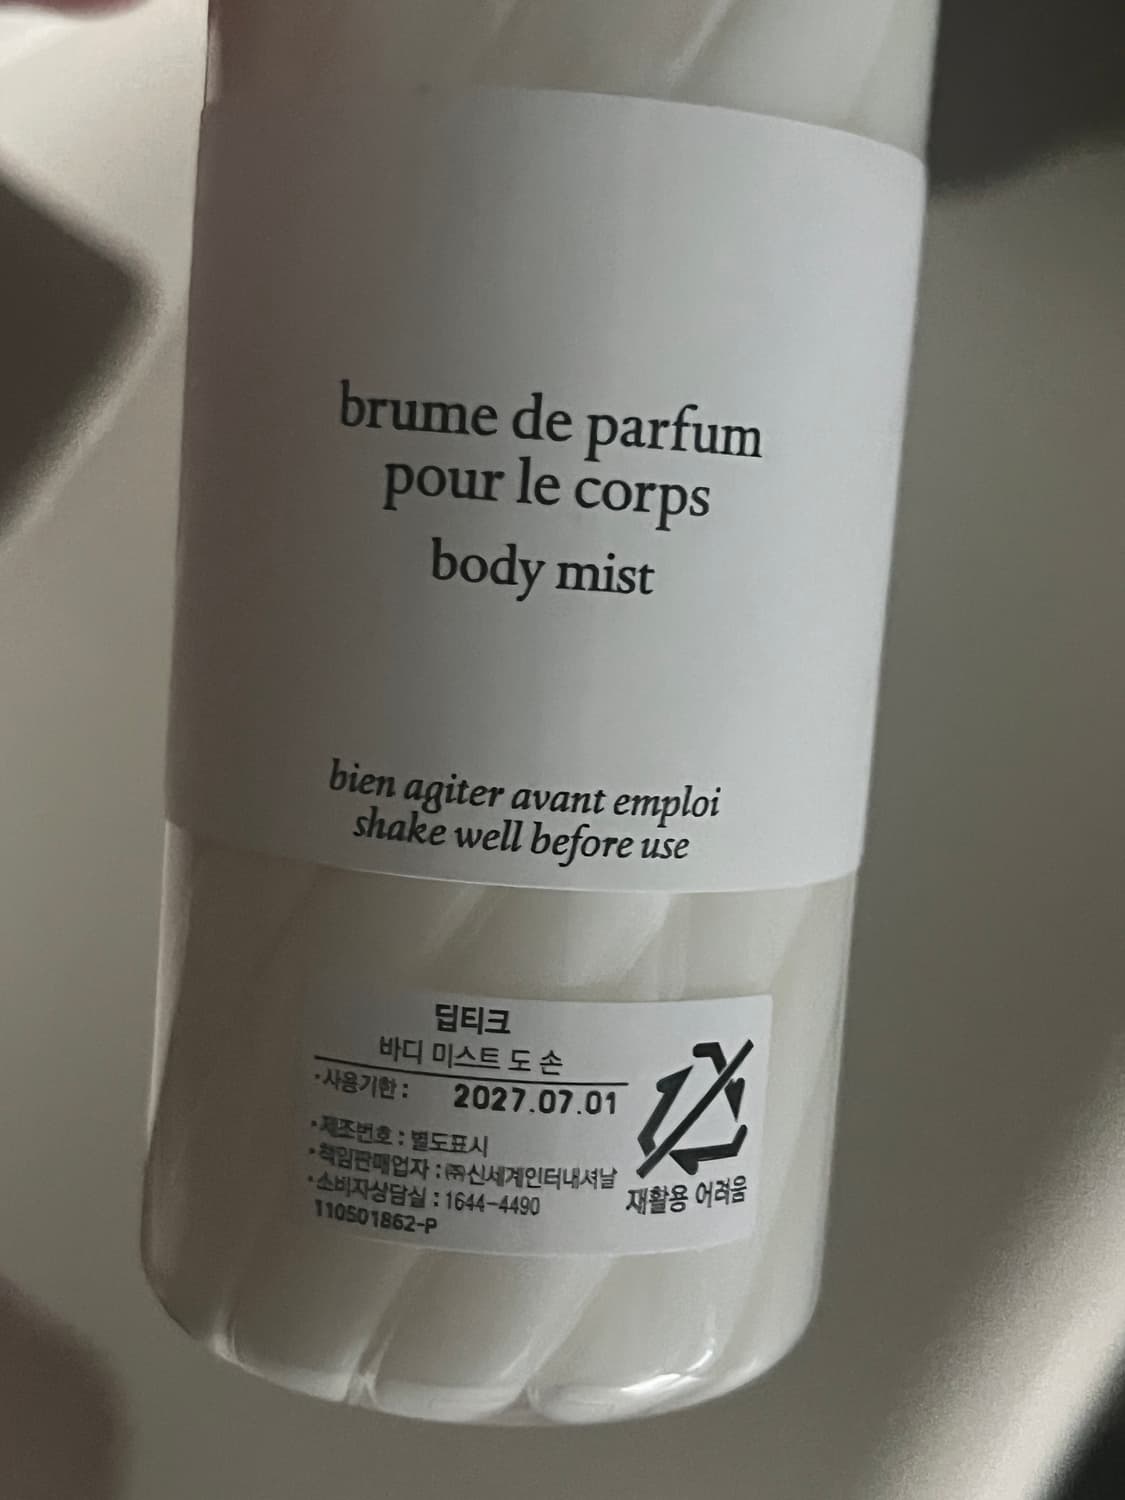 brume de parfum
pour le corps
body mist
bien agiter avant emploi
shake well before use
딥티크
바디 미스트 도 손
·사용기한 : 2027.07.01
·제조번호 : 별도표시
·책임판매업자 : ㈜신세계인터내셔날
·소비자상담실 : 1644-4490
110501862-P
재활용 어려움